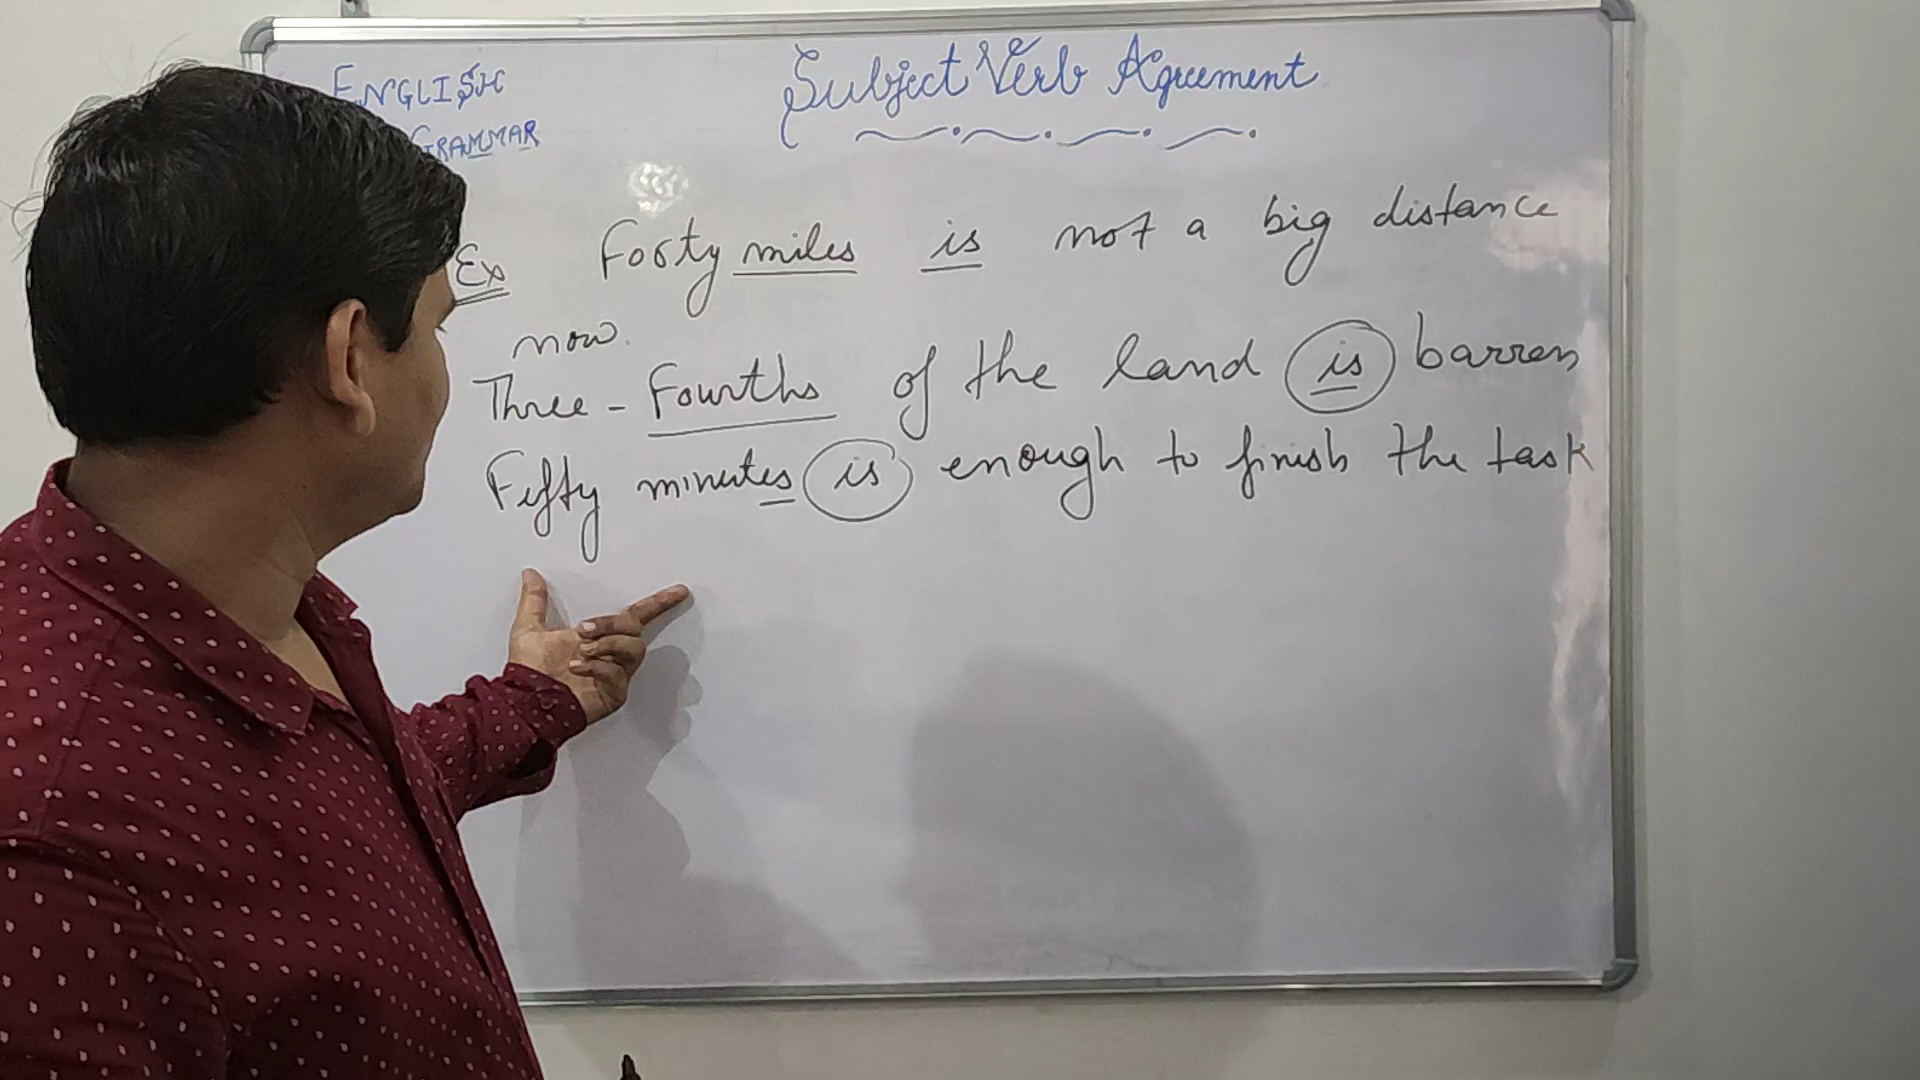 ENGLISH
GRAMMAR
Subject Verb Agreement
Ex Forty miles is not a big distance
now.
Three - Fourths of the land is barren
Fifty minutes is enough to finish the task